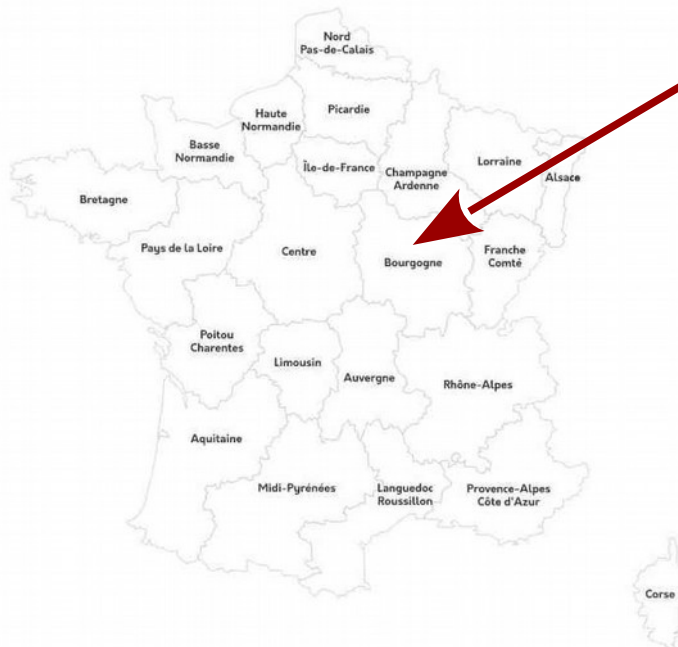 Nord
Pas-de-Calais
Picardie
Haute
Normandie
Basse
Normandie
Île-de-France
Champagne
Ardenne
Lorraine
Alsace
Bretagne
Pays de la Loire
Centre
Bourgogne
Franche
Comté
Poitou
Charentes
Limousin
Auvergne
Rhône-Alpes
Aquitaine
Midi-Pyrénées
Languedoc
Roussillon
Provence-Alpes
Côte d'Azur
Corse